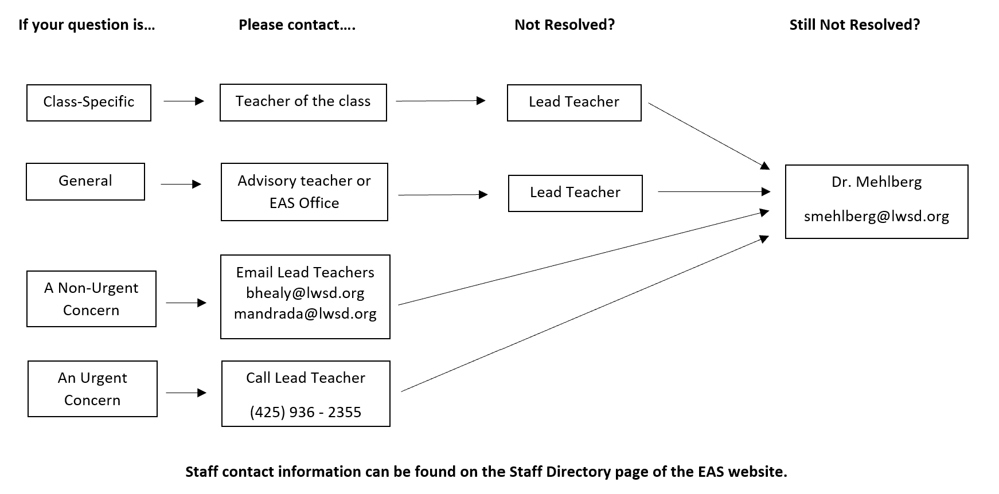 If your question is...
Please contact....
Not Resolved?
Still Not Resolved?
Class-Specific
Teacher of the class
Lead Teacher
General
Advisory teacher or
EAS Office
Lead Teacher
Dr. Mehlberg
smehlberg@lwsd.org
A Non-Urgent
Concern
Email Lead Teachers
bhealy@lwsd.org
mandrada@lwsd.org
An Urgent
Concern
Call Lead Teacher
(425) 936 - 2355
Staff contact information can be found on the Staff Directory page of the EAS website.